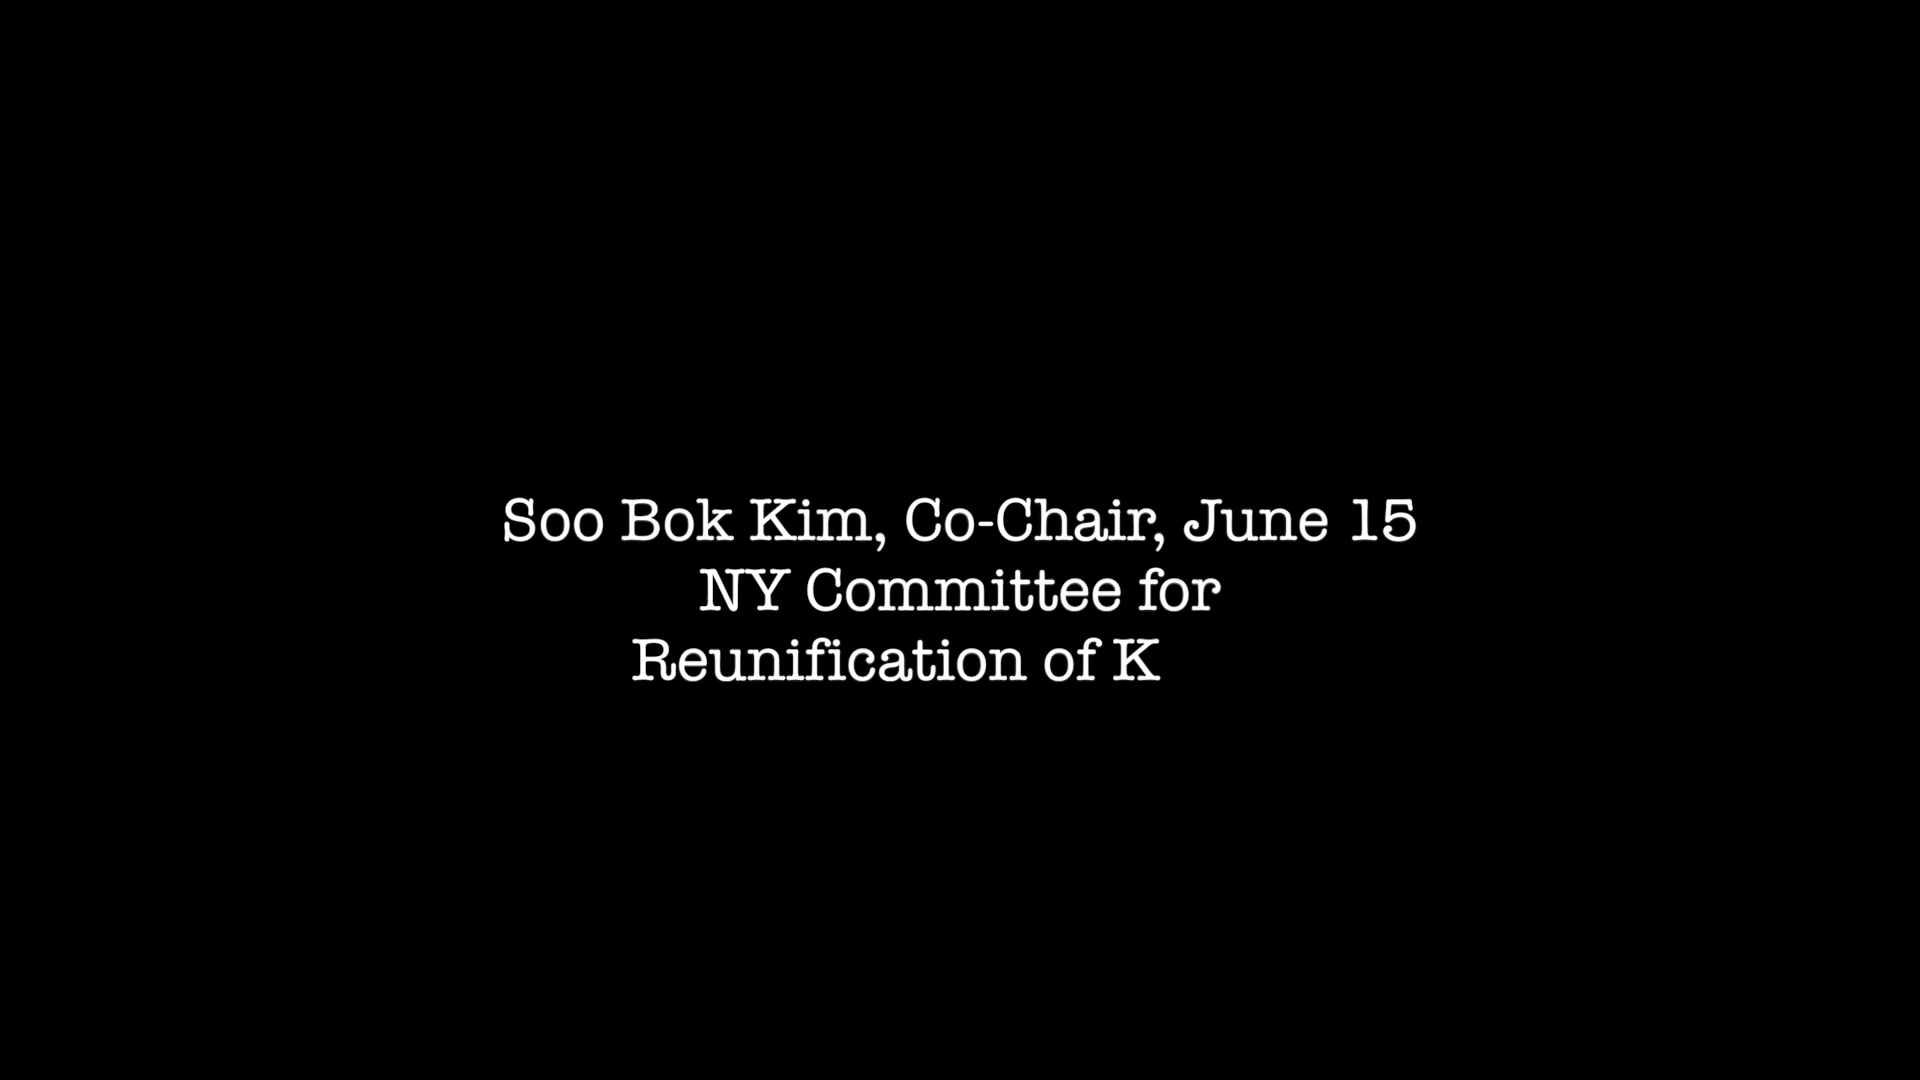 Soo Bok Kim, Co-Chair, June 15
NY Committee for
Reunification of K